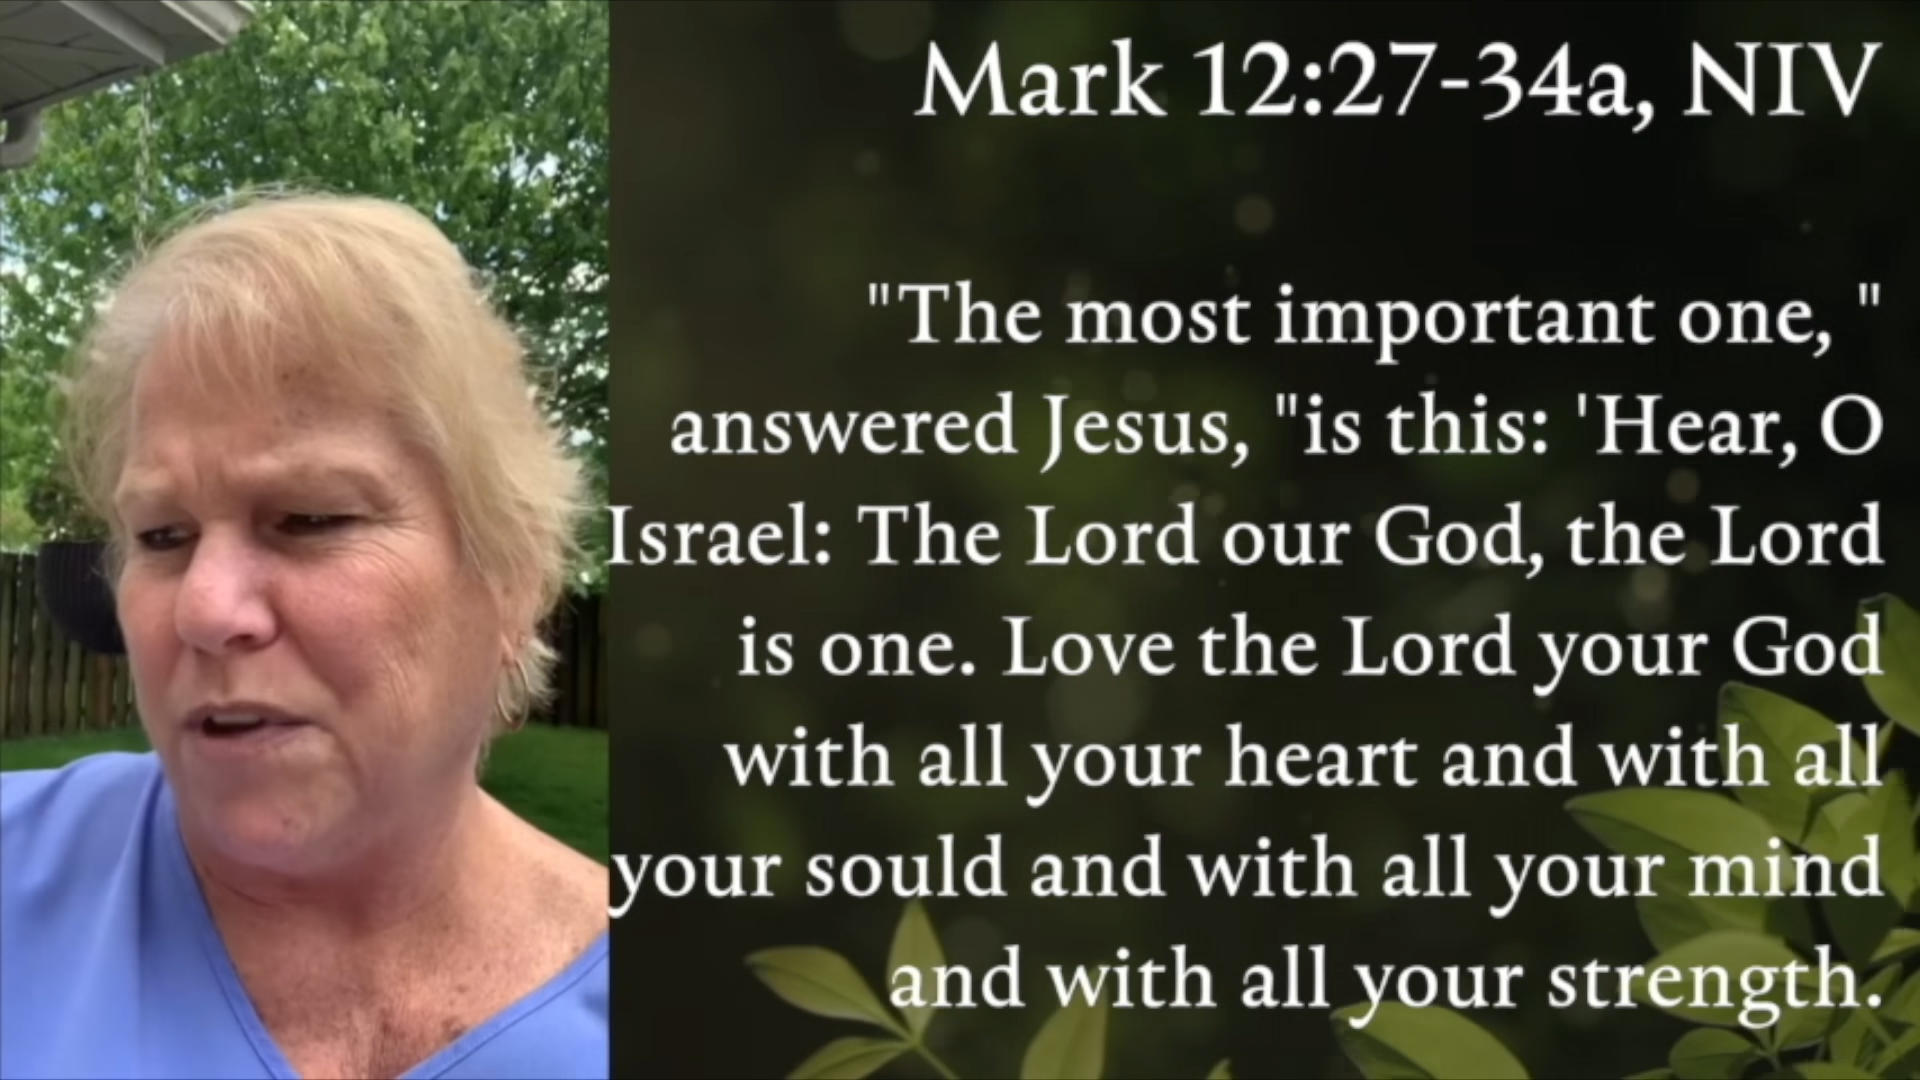 Mark 12:27-34a, NIV
"The most important one, "
answered Jesus, "is this: 'Hear, O
Israel: The Lord our God, the Lord
is one. Love the Lord your God
with all your heart and with all
your sould and with all your mind
and with all your strength.